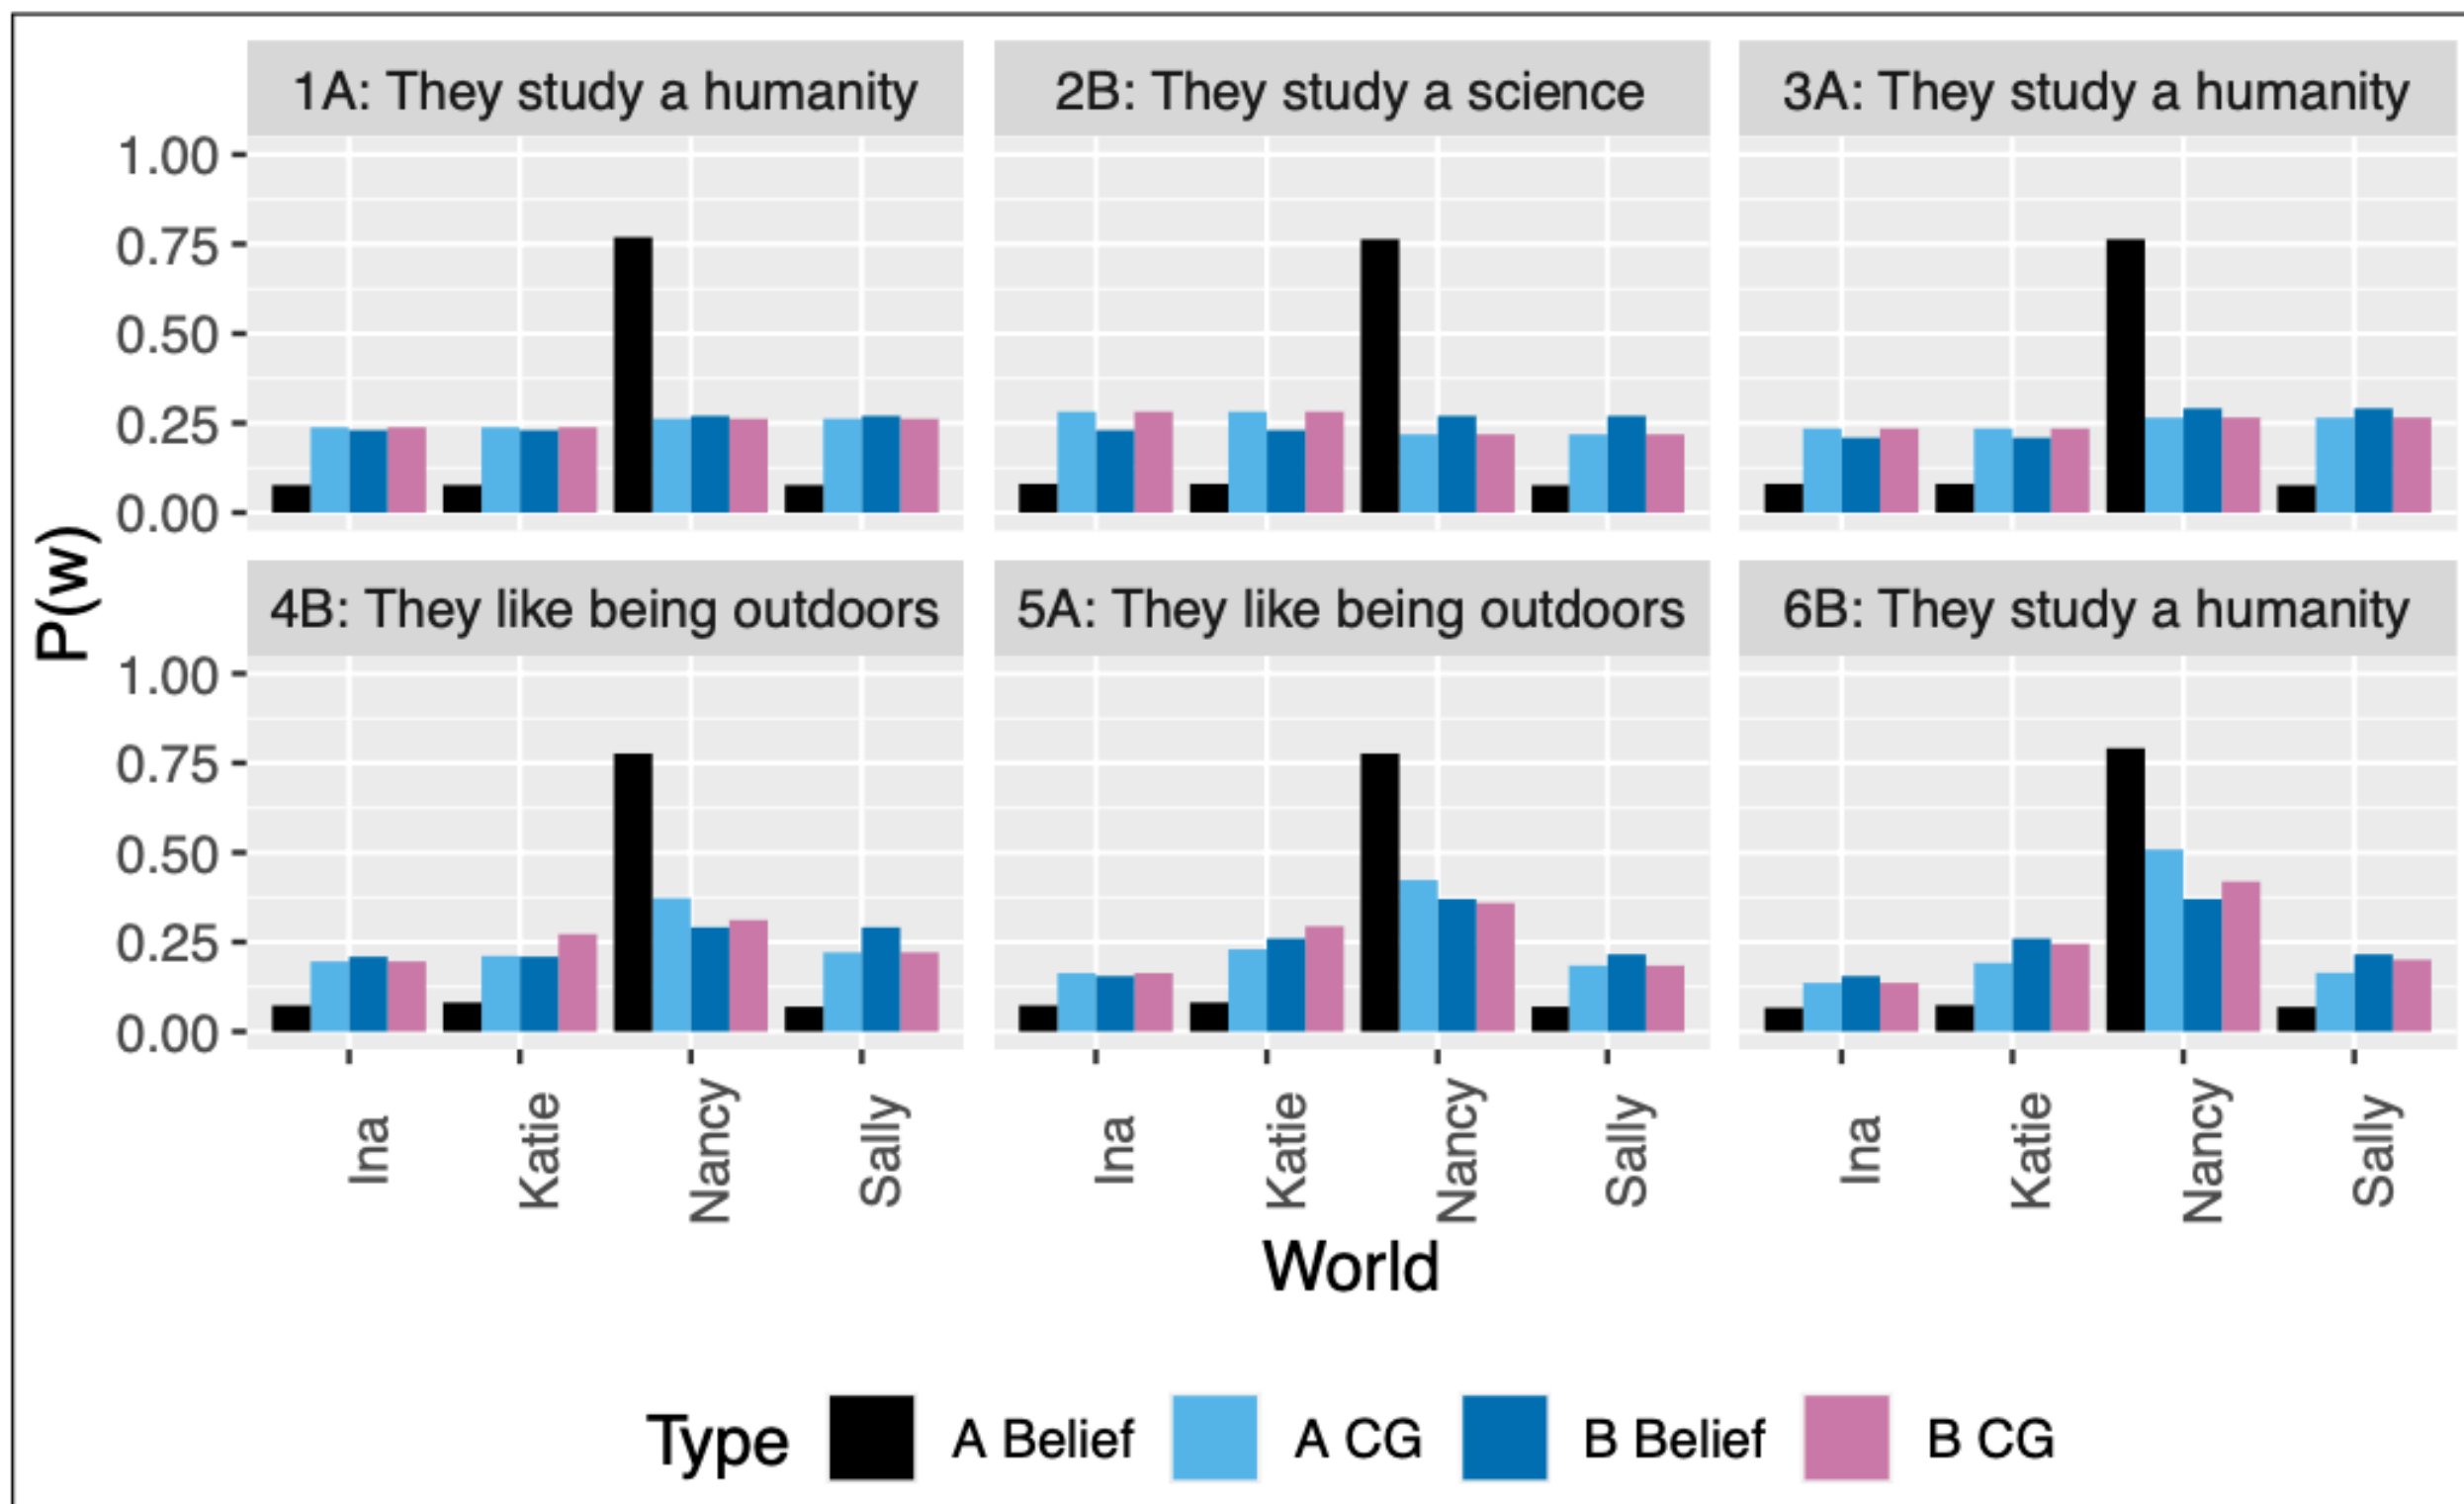 1A: They study a humanity
2B: They study a science
3A: They study a humanity
1.00
0.75
0.50
0.25
0.00
4B: They like being outdoors
5A: They like being outdoors
6B: They study a humanity
1.00
0.75
0.50
0.25
0.00
P(w)
Ina Katie Nancy Sally
Ina Katie Nancy Sally
Ina Katie Nancy Sally
World
Type A Belief A CG B Belief B CG